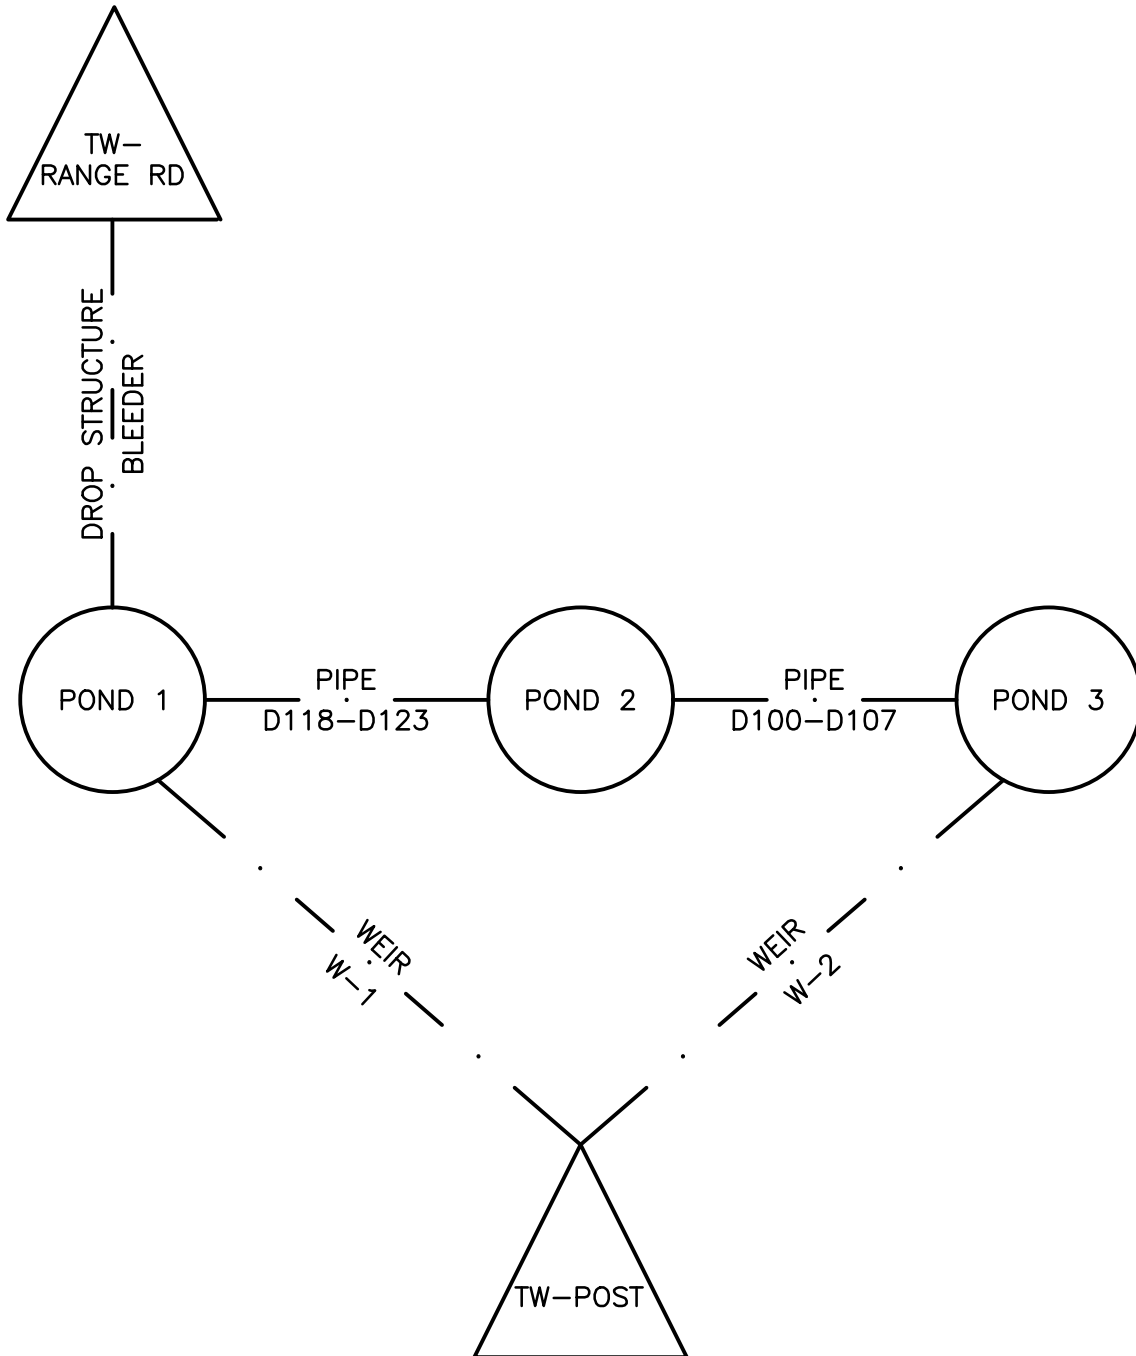 TW-
RANGE RD
DROP STRUCTURE
BLEEDER
POND 1
PIPE
D118-D123
POND 2
PIPE
D100-D107
POND 3
WEIR
W-1
WEIR
W-2
TW-POST